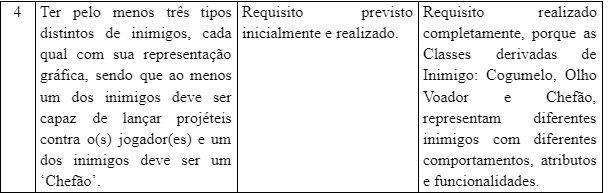 4
Ter pelo menos três tipos
distintos de inimigos, cada
qual com sua representação
gráfica, sendo que ao menos
um dos inimigos deve ser
capaz de lançar projéteis
contra o(s) jogador(es) e um
dos inimigos deve ser um
‘Chefão’.
Requisito previsto
inicialmente e realizado.
Requisito realizado
completamente, porque as
Classes derivadas de
Inimigo: Cogumelo, Olho
Voador e Chefão,
representam diferentes
inimigos com diferentes
comportamentos, atributos
e funcionalidades.